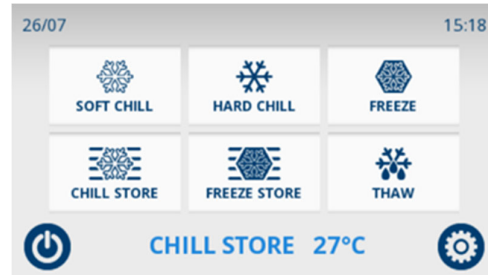 26/07 15:18
SOFT CHILL HARD CHILL FREEZE
CHILL STORE FREEZE STORE THAW
CHILL STORE 27°C